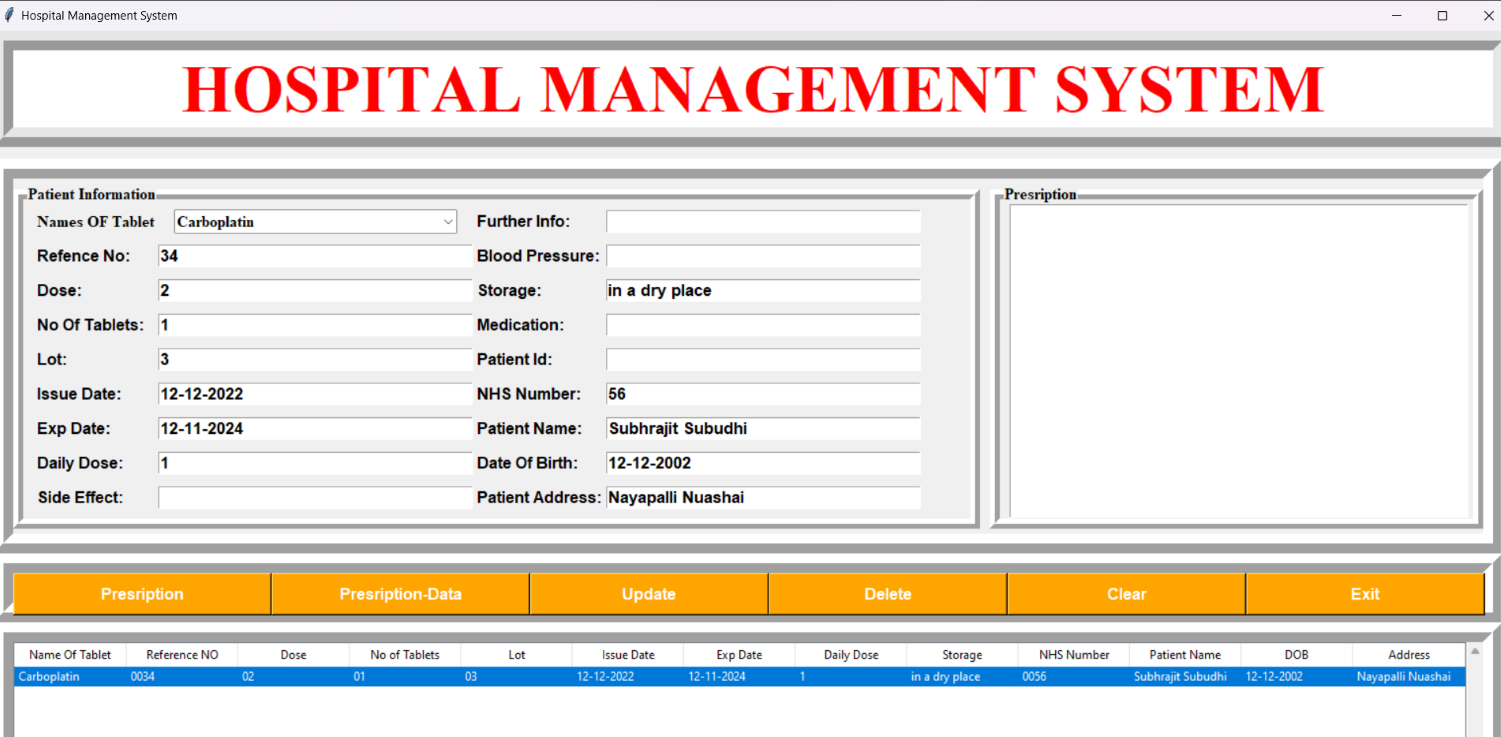 Hospital Management System
HOSPITAL MANAGEMENT SYSTEM
Patient Information
Names OF Tablet Carboplatin Further Info:
Refence No: 34 Blood Pressure:
Dose: 2 Storage: in a dry place
No Of Tablets: 1 Medication:
Lot: 3 Patient Id:
Issue Date: 12-12-2022 NHS Number: 56
Exp Date: 12-11-2024 Patient Name: Subhrajit Subudhi
Daily Dose: 1 Date Of Birth: 12-12-2002
Side Effect: Patient Address: Nayapalli Nuashai
Presription
Presription Presription-Data Update Delete Clear Exit
Name Of Tablet Reference NO Dose No of Tablets Lot Issue Date Exp Date Daily Dose Storage NHS Number Patient Name DOB Address
Carboplatin 0034 02 01 03 12-12-2022 12-11-2024 1 in a dry place 0056 Subhrajit Subudhi 12-12-2002 Nayapalli Nuashai